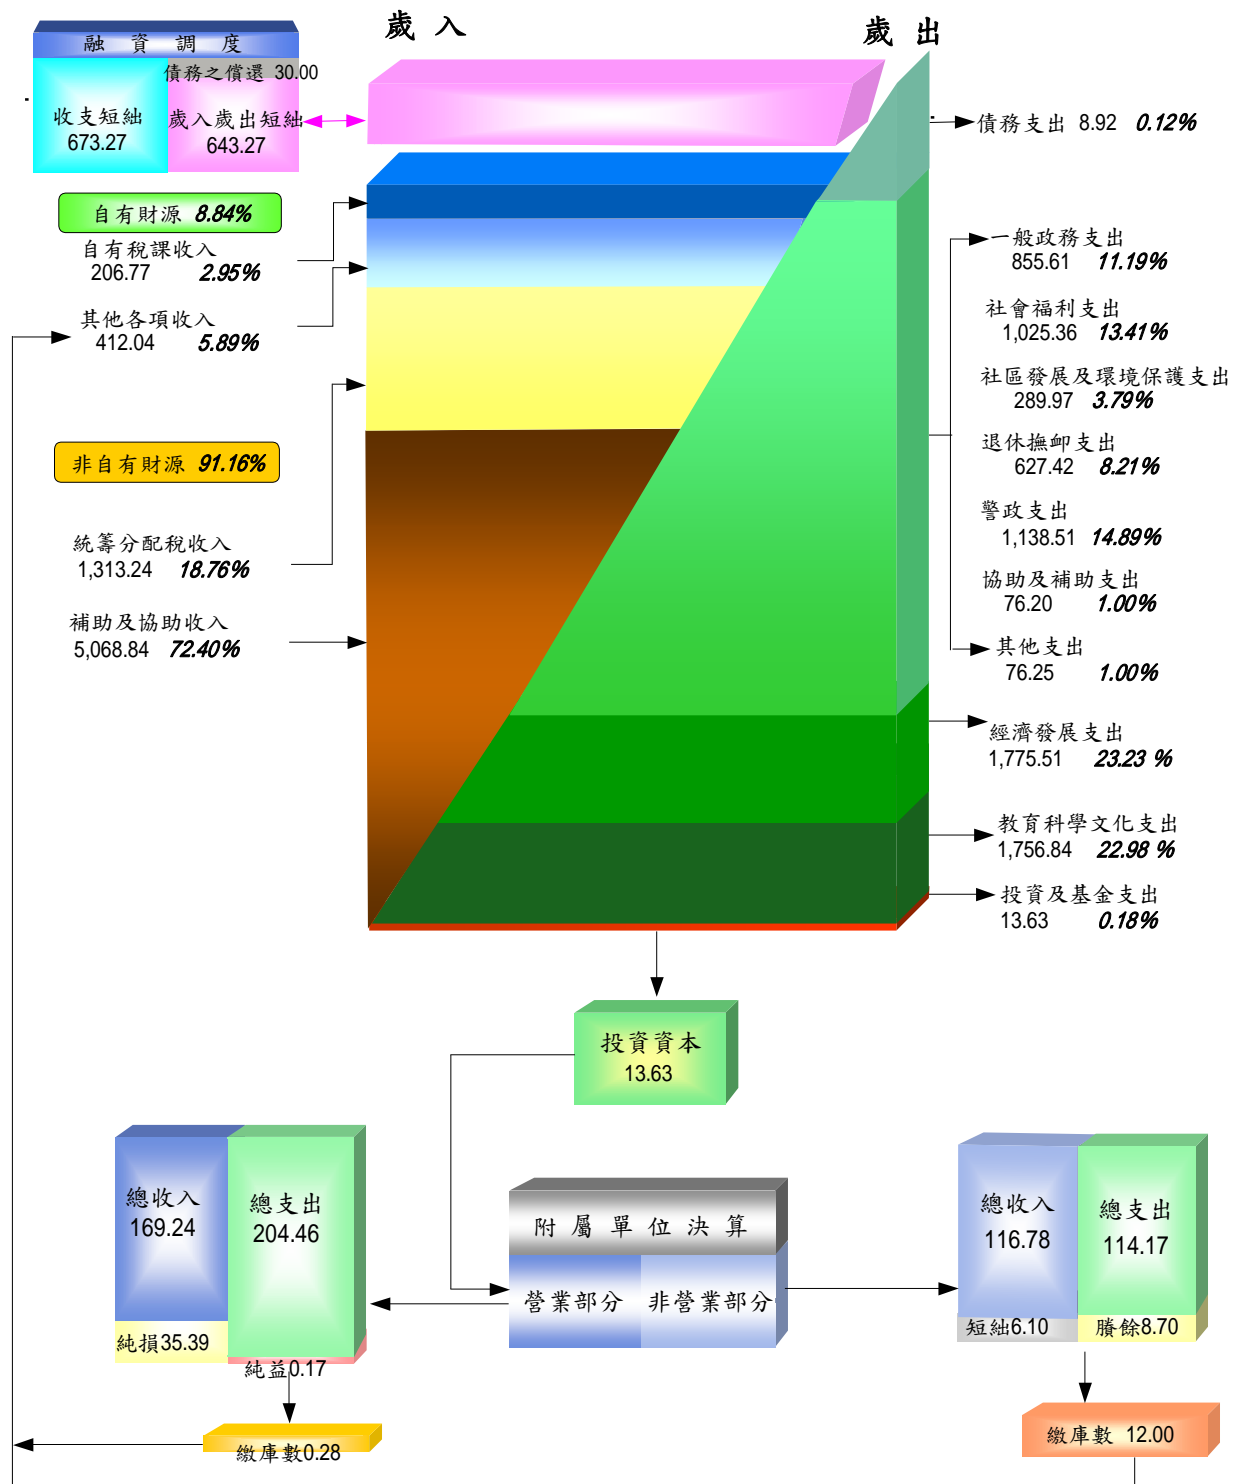 歲 入
歲 出
融 資 調 度
債務之償還 30.00
收支短絀
673.27
歲入歲出短絀
643.27
債務支出 8.92 0.12%
自有財源 8.84%
自有稅課收入
206.77 2.95%
其他各項收入
412.04 5.89%
非自有財源 91.16%
統籌分配稅收入
1,313.24 18.76%
補助及協助收入
5,068.84 72.40%
一般政務支出
855.61 11.19%
社會福利支出
1,025.36 13.41%
社區發展及環境保護支出
289.97 3.79%
退休撫卹支出
627.42 8.21%
警政支出
1,138.51 14.89%
協助及補助支出
76.20 1.00%
其他支出
76.25 1.00%
經濟發展支出
1,775.51 23.23 %
教育科學文化支出
1,756.84 22.98 %
投資及基金支出
13.63 0.18%
投資資本
13.63
總收入
169.24
總支出
204.46
純損35.39
純益0.17
繳庫數0.28
附 屬 單 位 決 算
營業部分
非營業部分
總收入
116.78
總支出
114.17
短絀6.10
賸餘8.70
繳庫數 12.00